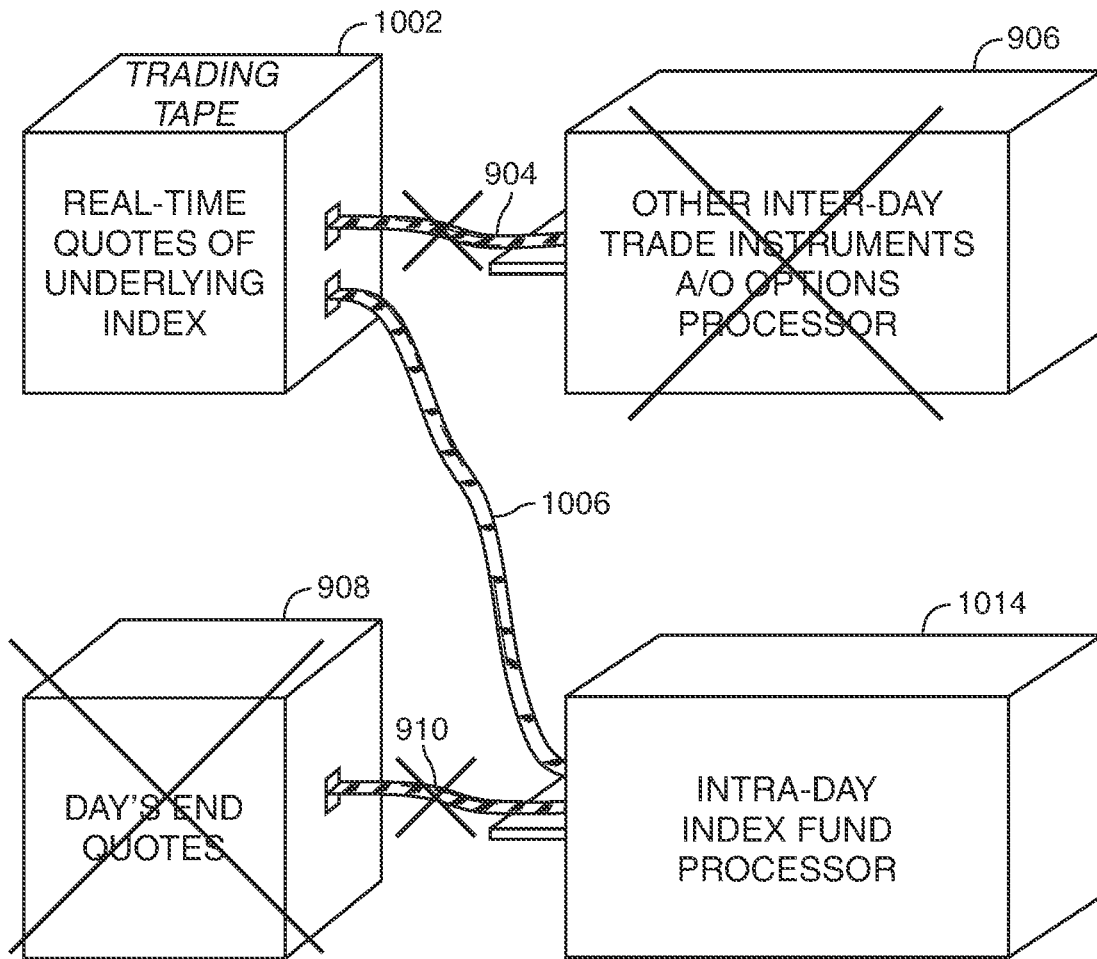 1002
TRADING
TAPE
REAL-TIME
QUOTES OF
UNDERLYING
INDEX
904
906
OTHER INTER-DAY
TRADE INSTRUMENTS
A/O OPTIONS
PROCESSOR
1006
908
DAY'S END
QUOTES
910
1014
INTRA-DAY
INDEX FUND
PROCESSOR